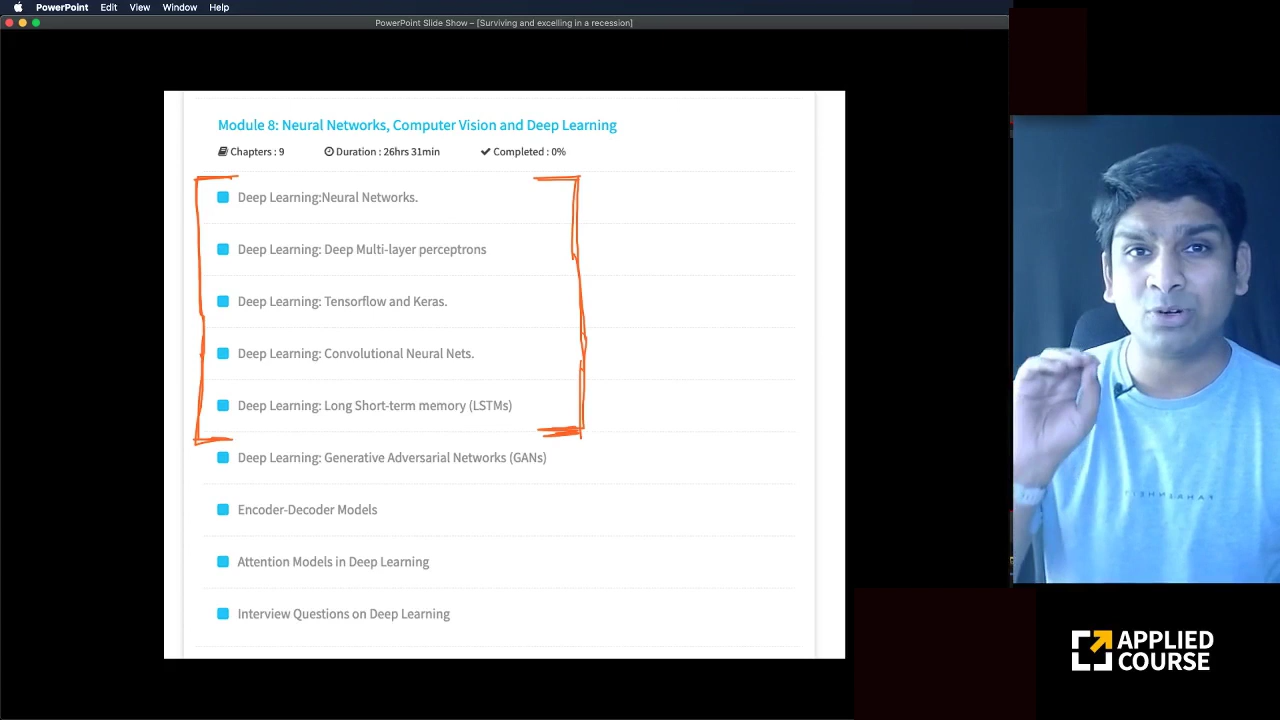 PowerPoint Edit View Window Help
PowerPoint Slide Show – [Surviving and excelling in a recession]
Module 8: Neural Networks, Computer Vision and Deep Learning
Chapters : 9 Duration : 26hrs 31min Completed : 0%
Deep Learning:Neural Networks.
Deep Learning: Deep Multi-layer perceptrons
Deep Learning: Tensorflow and Keras.
Deep Learning: Convolutional Neural Nets.
Deep Learning: Long Short-term memory (LSTMs)
Deep Learning: Generative Adversarial Networks (GANs)
Encoder-Decoder Models
Attention Models in Deep Learning
Interview Questions on Deep Learning
APPLIED
COURSE